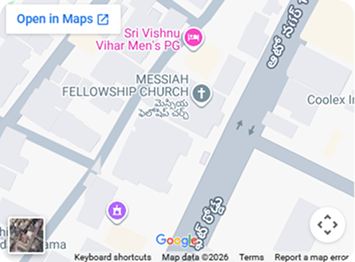 Open in Maps
Sri Vishnu
Vihar Men's PG
MESSIAH
FELLOWSHIP CHURCH
మెస్సియ
ఫెలోషిప్ చర్చ్
Coolex In
Google
Keyboard shortcuts
Map data ©2026
Terms
Report a map error